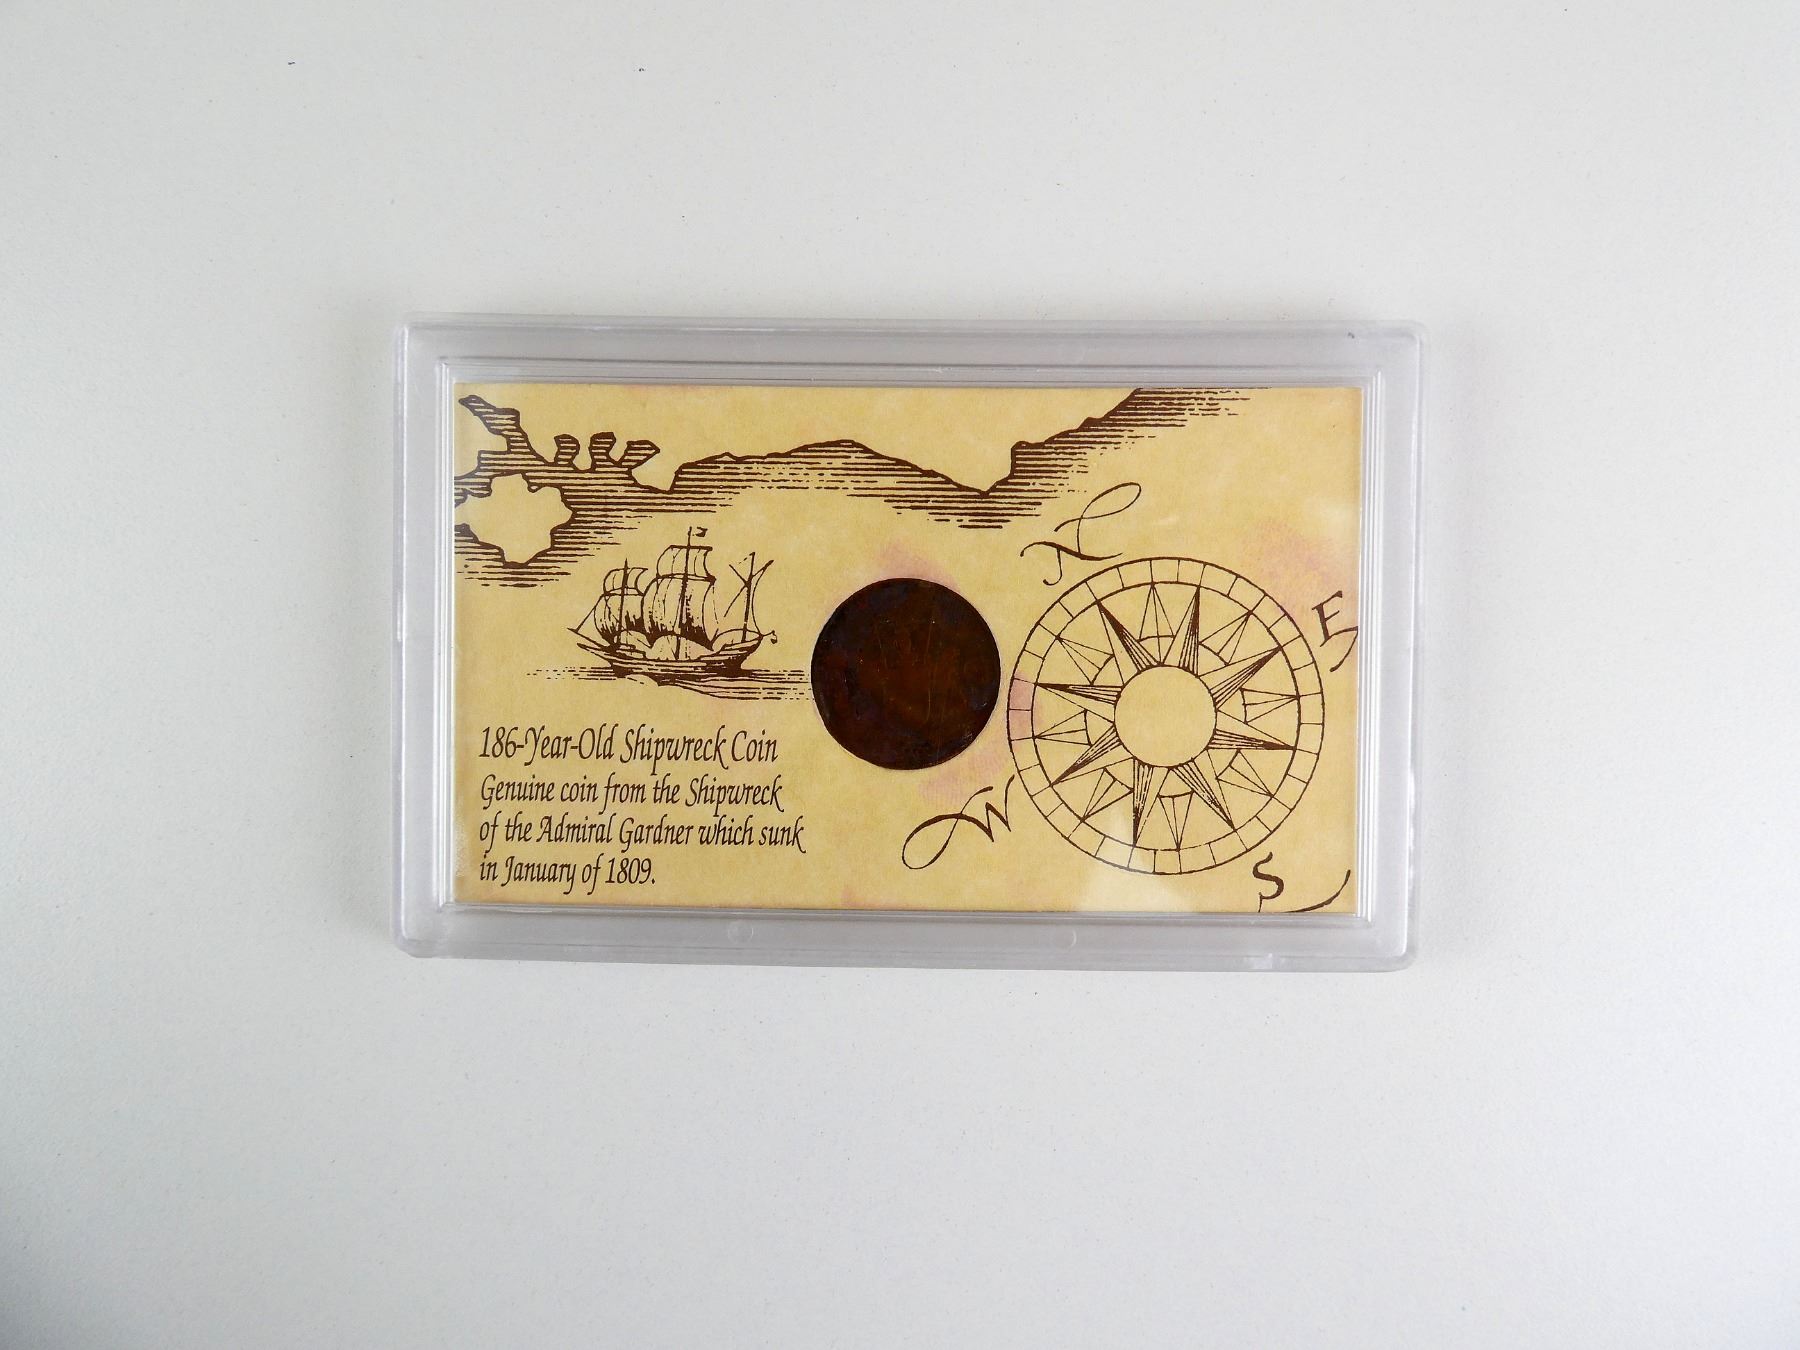 N
E
186-Year-Old Shipwreck Coin
Genuine coin from the Shipwreck
of the Admiral Gardner which sunk
in January of 1809.
W
S